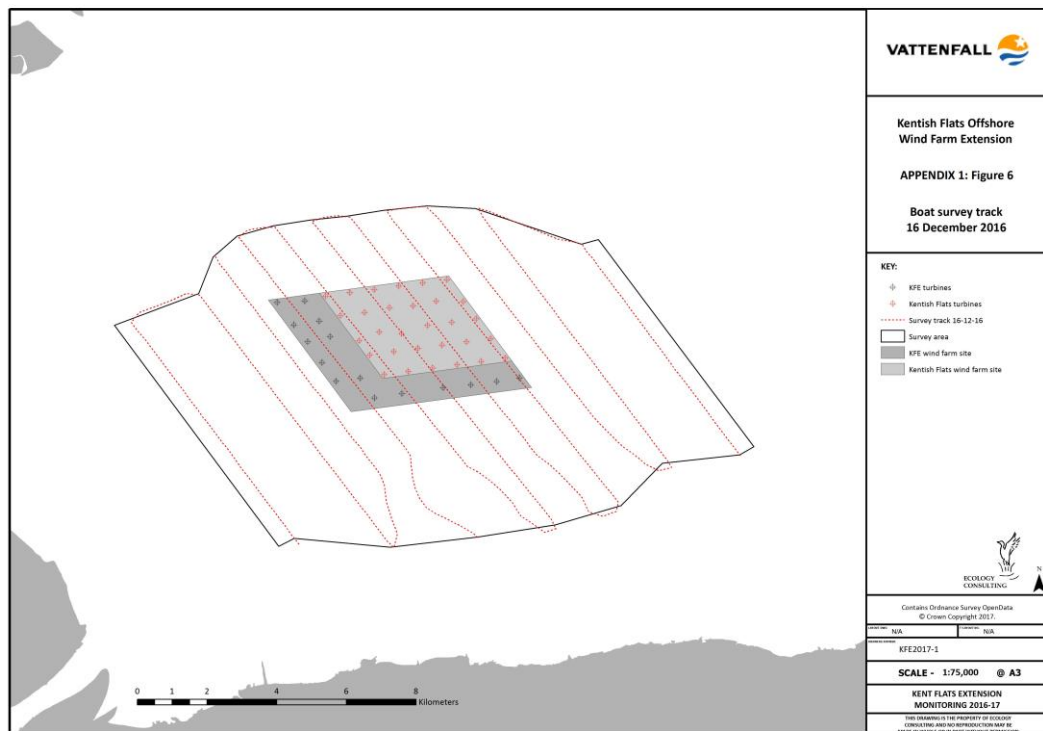 VATTENFALL
Kentish Flats Offshore
Wind Farm Extension
APPENDIX 1: Figure 6
Boat survey track
16 December 2016
KEY:
KFE turbines
Kentish Flats turbines
Survey track 16-12-16
Survey area
KFE wind farm site
Kentish Flats wind farm site
ECOLOGY
CONSULTING
N
Contains Ordnance Survey OpenData
© Crown Copyright 2017.
N/A
N/A
KFE2017-1
SCALE - 1:75,000 @ A3
KENT FLATS EXTENSION
MONITORING 2016-17
THIS DRAWING IS THE PROPERTY OF ECOLOGY
CONSULTING AND NO REPRODUCTION MAY BE
0 1 2 4 6 8
Kilometers